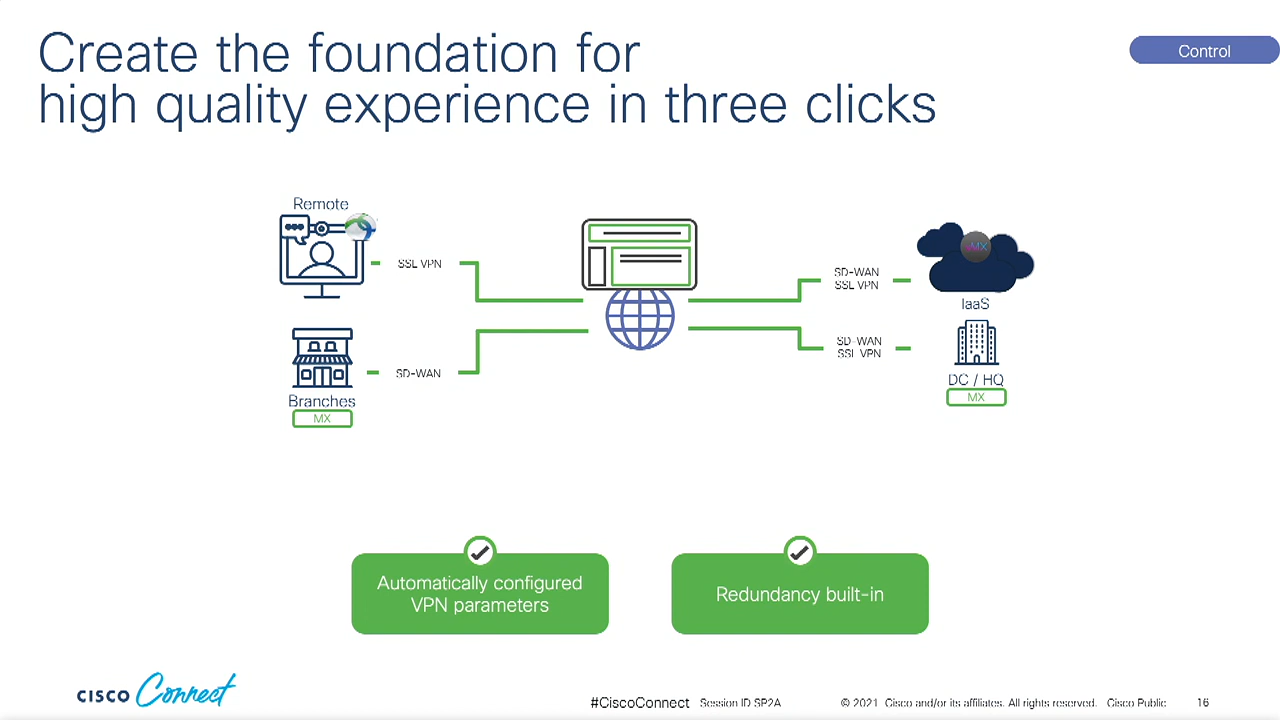 Create the foundation for
high quality experience in three clicks
Control
Remote
SSL VPN
SD-WAN
SSL VPN
MX
IaaS
SD-WAN
SSL VPN
SD-WAN
DC / HQ
MX
Branches
MX
Automatically configured
VPN parameters
Redundancy built-in
CISCO Connect
#CiscoConnect Session ID SP2A © 2021 Cisco and/or its affiliates. All rights reserved. Cisco Public 16